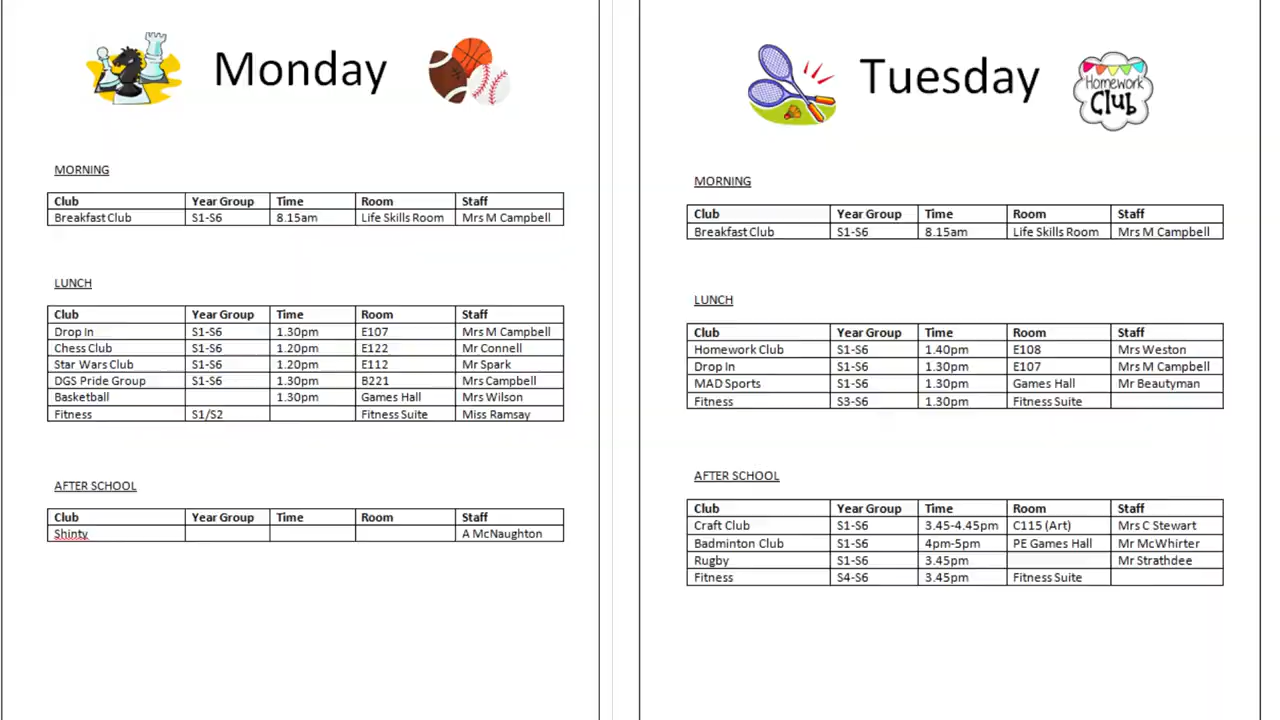 Monday
MORNING
Club Year Group Time Room Staff
Breakfast Club S1-S6 8.15am Life Skills Room Mrs M Campbell
LUNCH
Club Year Group Time Room Staff
Drop In S1-S6 1.30pm E107 Mrs M Campbell
Chess Club S1-S6 1.20pm E122 Mr Connell
Star Wars Club S1-S6 1.20pm E112 Mr Spark
DGS Pride Group S1-S6 1.30pm B221 Mrs Campbell
Basketball 1.30pm Games Hall Mrs Wilson
Fitness S1/S2 Fitness Suite Miss Ramsay
AFTER SCHOOL
Club Year Group Time Room Staff
Shinty A McNaughton
Tuesday
Homework
Club
MORNING
Club Year Group Time Room Staff
Breakfast Club S1-S6 8.15am Life Skills Room Mrs M Campbell
LUNCH
Club Year Group Time Room Staff
Homework Club S1-S6 1.40pm E108 Mrs Weston
Drop In S1-S6 1.30pm E107 Mrs M Campbell
MAD Sports S1-S6 1.30pm Games Hall Mr Beautyman
Fitness S3-S6 1.30pm Fitness Suite
AFTER SCHOOL
Club Year Group Time Room Staff
Craft Club S1-S6 3.45-4.45pm C115 (Art) Mrs C Stewart
Badminton Club S1-S6 4pm-5pm PE Games Hall Mr McWhirter
Rugby S1-S6 3.45pm Mr Strathdee
Fitness S4-S6 3.45pm Fitness Suite